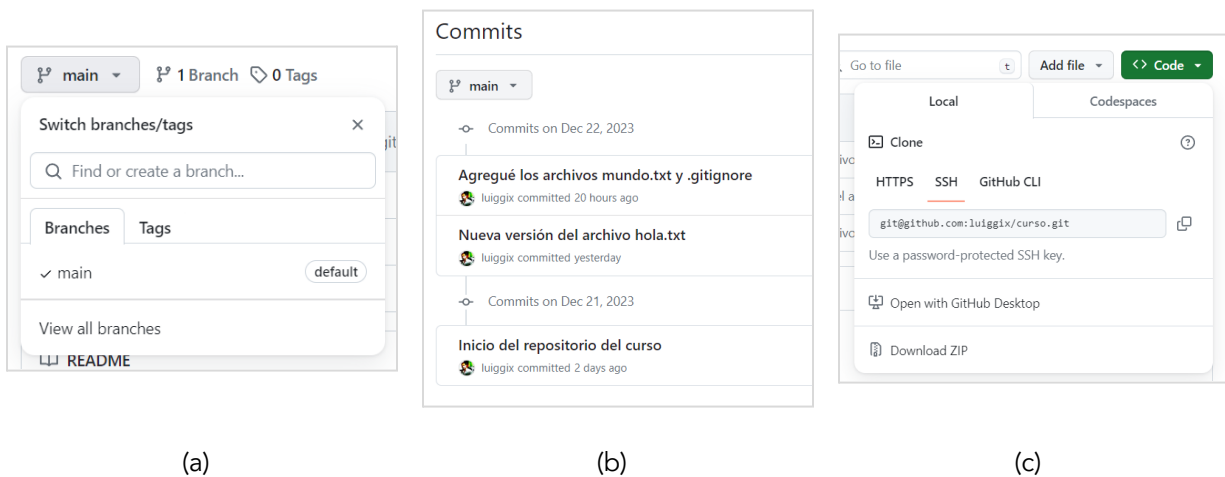 main
1 Branch
0 Tags
Switch branches/tags
Find or create a branch...
Branches
Tags
main
default
View all branches
README
(a)
Commits
main
Commits on Dec 22, 2023
Agregué los archivos mundo.txt y .gitignore
luiggix committed 20 hours ago
Nueva versión del archivo hola.txt
luiggix committed yesterday
Commits on Dec 21, 2023
Inicio del repositorio del curso
luiggix committed 2 days ago
(b)
Go to file
t
Add file
<> Code
Local
Codespaces
Clone
HTTPS
SSH
GitHub CLI
git@github.com:luiggix/curso.git
Use a password-protected SSH key.
Open with GitHub Desktop
Download ZIP
(c)